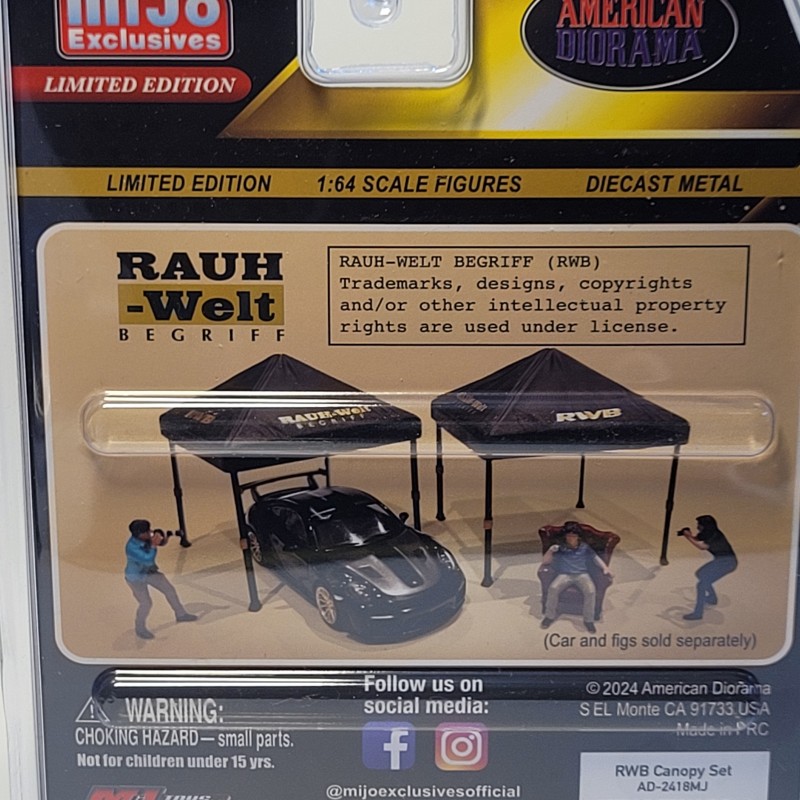 MiJo
Exclusives
LIMITED EDITION
AMERICAN
DIORAMA
LIMITED EDITION 1:64 SCALE FIGURES DIECAST METAL
RAUH
-Welt
BEGRIFF
RAUH-WELT BEGRIFF (RWB)
Trademarks, designs, copyrights
and/or other intellectual property
rights are used under license.
RAUH-Welt
BEGRIFF
RWB
(Car and figs sold separately)
WARNING:
CHOKING HAZARD — small parts.
Not for children under 15 yrs.
Follow us on
social media:
@mijoexclusivesofficial
© 2024 American Diorama
S EL Monte CA 91733 USA
Made in PRC
RWB Canopy Set
AD-2418MJ